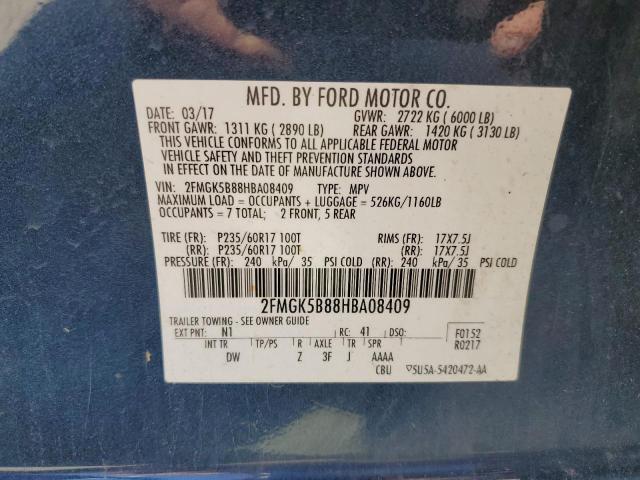 MFD. BY FORD MOTOR CO.
DATE: 03/17 GVWR: 2722 KG ( 6000 LB)
FRONT GAWR: 1311 KG ( 2890 LB) REAR GAWR: 1420 KG ( 3130 LB)
THIS VEHICLE CONFORMS TO ALL APPLICABLE FEDERAL MOTOR
VEHICLE SAFETY AND THEFT PREVENTION STANDARDS
IN EFFECT ON THE DATE OF MANUFACTURE SHOWN ABOVE.
VIN: 2FMGK5B88HBA08409 TYPE: MPV
MAXIMUM LOAD = OCCUPANTS + LUGGAGE = 526KG/1160LB
OCCUPANTS = 7 TOTAL; 2 FRONT, 5 REAR
TIRE (FR): P235/60R17 100T RIMS (FR): 17X7.5J
(RR): P235/60R17 100T (RR): 17X7.5J
PRESSURE (FR): 240 kPa/ 35 PSI COLD (RR): 240 kPa/ 35 PSI COLD
2FMGK5B88HBA08409
TRAILER TOWING - SEE OWNER GUIDE
EXT PNT: N1 RC: 41 DSO: F0152
INT TR TP/PS R AXLE TR SPR R0217
DW Z 3F J AAAA
CBU 5U5A-5420472-AA